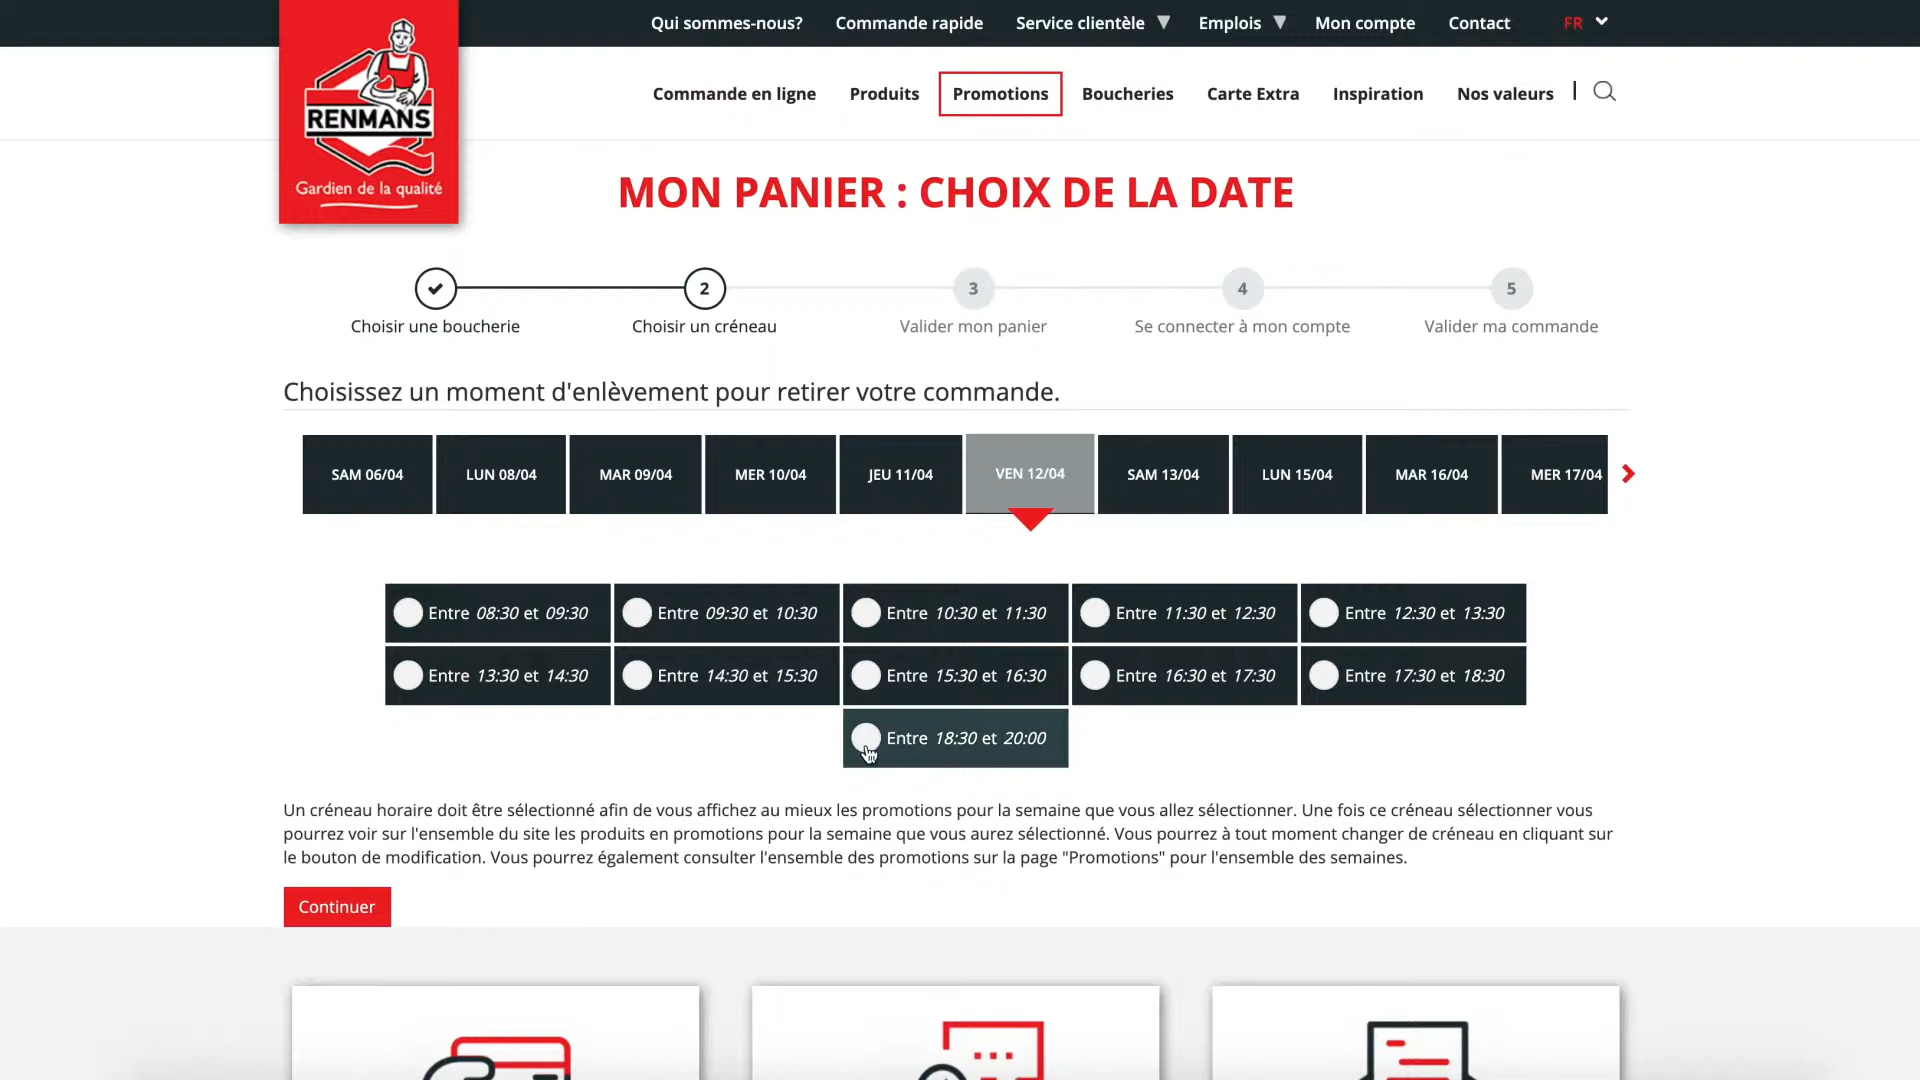 Qui sommes-nous? Commande rapide Service clientèle Emplois Mon compte Contact FR
RENMANS
Gardien de la qualité
Commande en ligne Produits Promotions Boucheries Carte Extra Inspiration Nos valeurs
MON PANIER : CHOIX DE LA DATE
2 3 4 5
Choisir une boucherie Choisir un créneau Valider mon panier Se connecter à mon compte Valider ma commande
Choisissez un moment d'enlèvement pour retirer votre commande.
SAM 06/04 LUN 08/04 MAR 09/04 MER 10/04 JEU 11/04 VEN 12/04 SAM 13/04 LUN 15/04 MAR 16/04 MER 17/04
Entre 08:30 et 09:30 Entre 09:30 et 10:30 Entre 10:30 et 11:30 Entre 11:30 et 12:30 Entre 12:30 et 13:30
Entre 13:30 et 14:30 Entre 14:30 et 15:30 Entre 15:30 et 16:30 Entre 16:30 et 17:30 Entre 17:30 et 18:30
Entre 18:30 et 20:00
Un créneau horaire doit être sélectionné afin de vous affichez au mieux les promotions pour la semaine que vous allez sélectionner. Une fois ce créneau sélectionner vous
pourrez voir sur l'ensemble du site les produits en promotions pour la semaine que vous aurez sélectionné. Vous pourrez à tout moment changer de créneau en cliquant sur
le bouton de modification. Vous pourrez également consulter l'ensemble des promotions sur la page "Promotions" pour l'ensemble des semaines.
Continuer